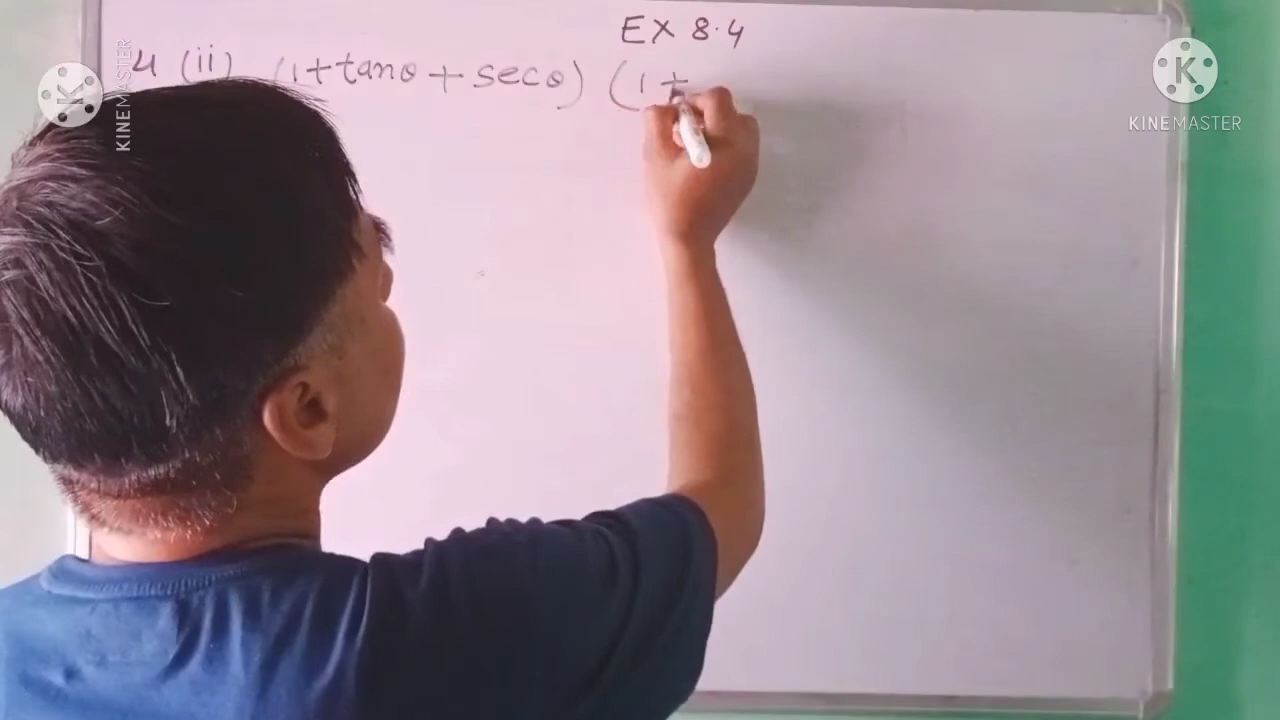 EX 8.4
4 (ii) (1+tanθ + secθ) (1+
KINEMASTER
KINEMASTER